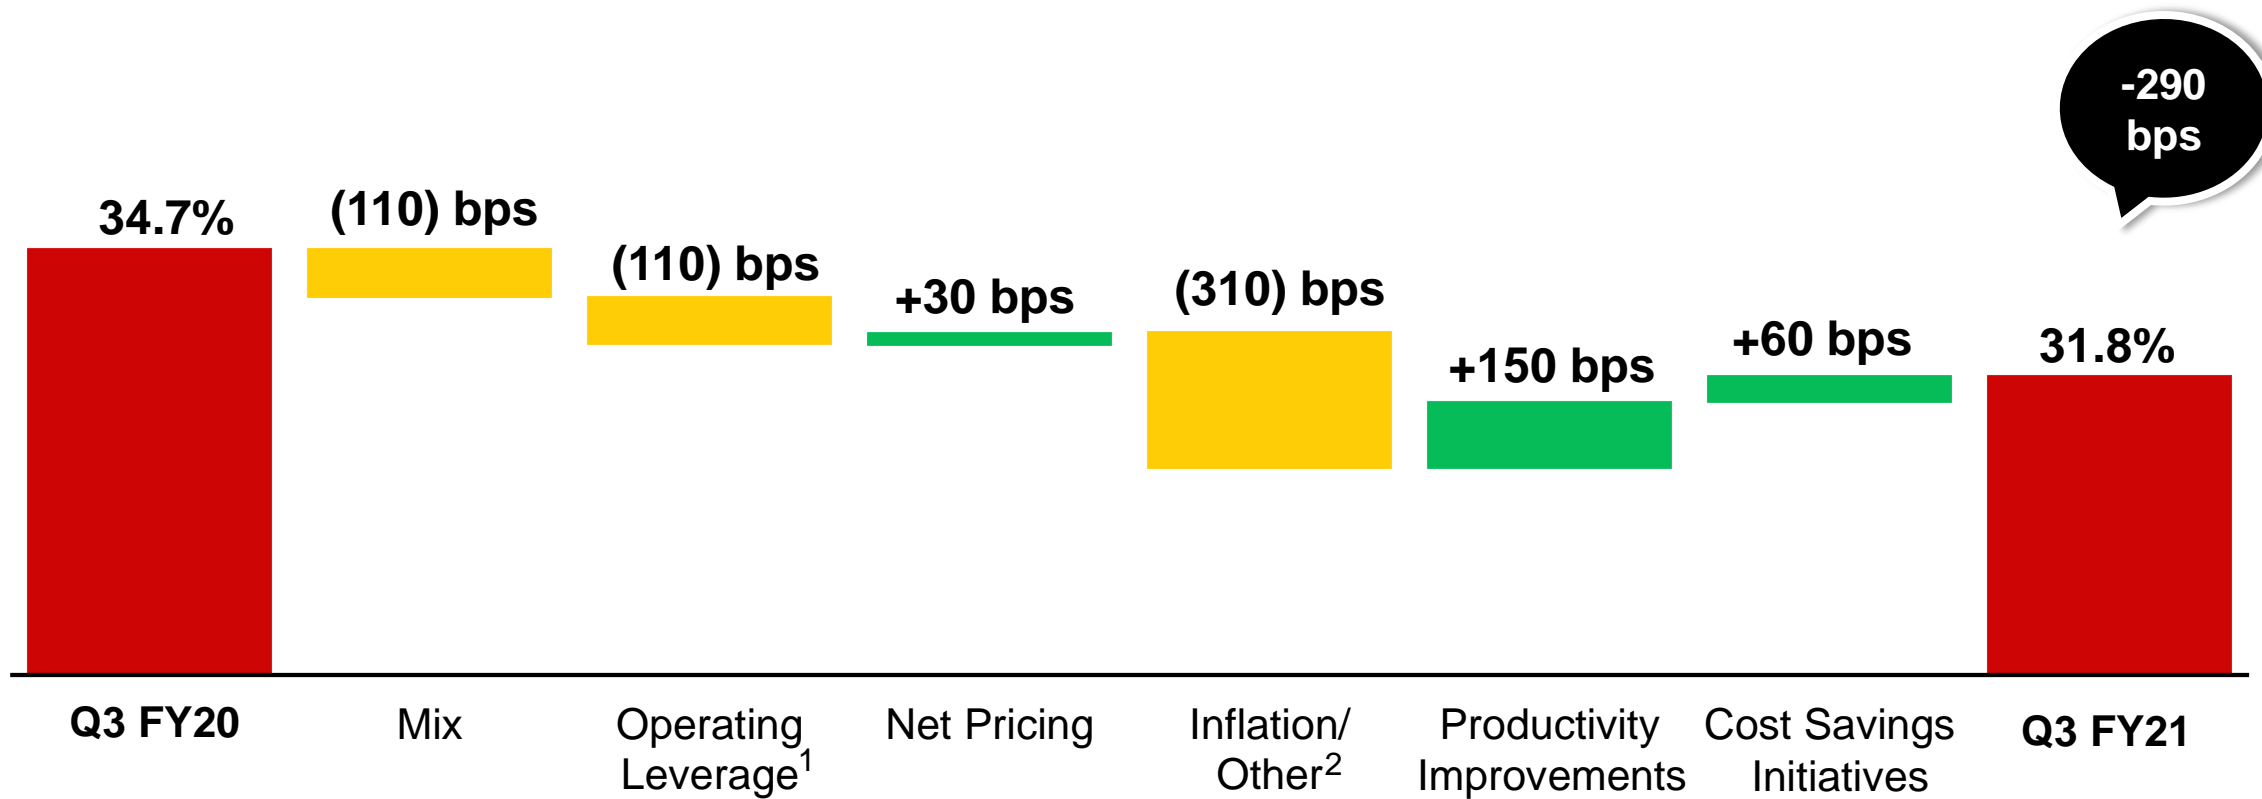 -290
bps
34.7%
(110) bps
(110) bps
+30 bps
(310) bps
+150 bps
+60 bps
31.8%
Q3 FY20
Mix
Operating
Leverage1
Net Pricing
Inflation/
Other2
Productivity
Improvements
Cost Savings
Initiatives
Q3 FY21